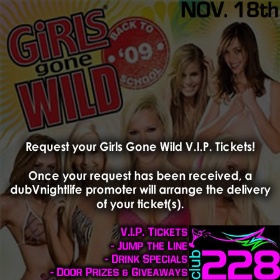 NOV. 18th
GiRLS
gone
WILD
BACK TO
'09
SCHOOL
Request your Girls Gone Wild V.I.P. Tickets!
Once your request has been received, a
dubVnightlife promoter will arrange the delivery
of your ticket(s).
V.I.P. Tickets
- Jump the Line
- Drink Specials
- Door Prizes & Giveaways
club
228